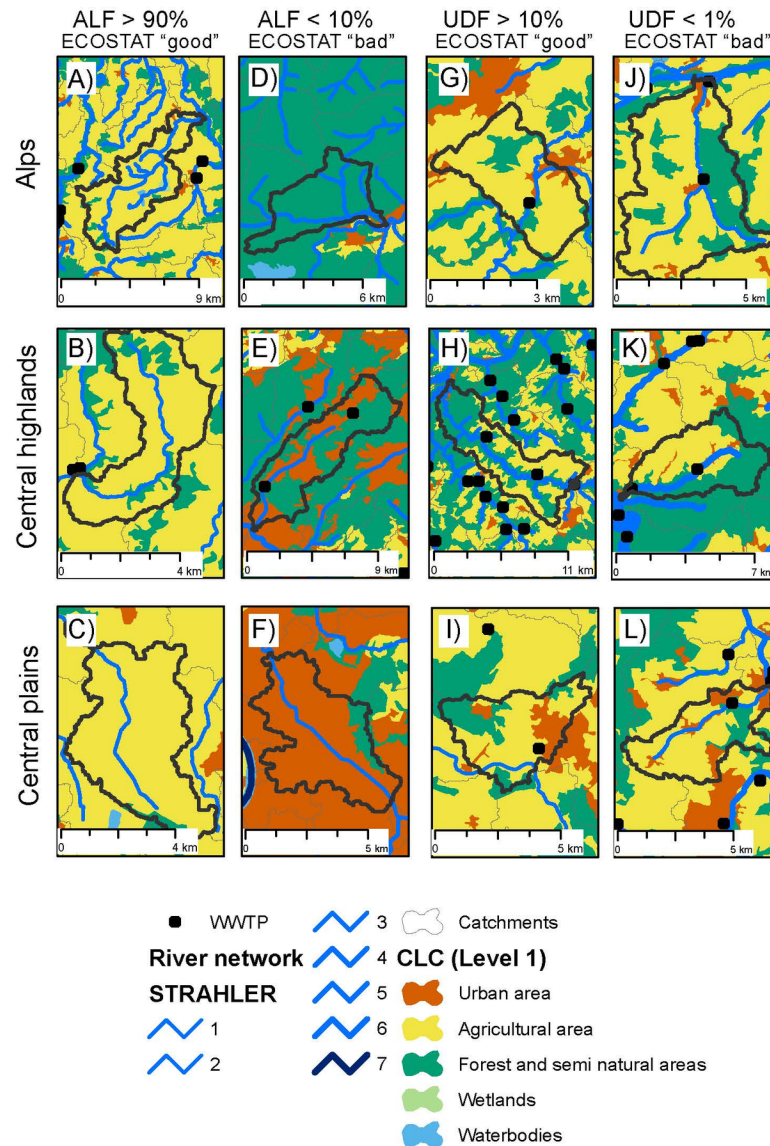 ALF > 90% ALF < 10% UDF > 10% UDF < 1%
ECOSTAT "good" ECOSTAT "bad" ECOSTAT "good" ECOSTAT "bad"
Alps
A) D) G) J)
0 9 km 0 6 km 0 3 km 0 5 km
Central highlands
B) E) H) K)
0 4 km 0 9 km 0 11 km 0 7 km
Central plains
C) F) I) L)
0 4 km 0 5 km 0 5 km 0 5 km
WWTP 3 Catchments
River network 4 CLC (Level 1)
STRAHLER 5 Urban area
1 6 Agricultural area
2 7 Forest and semi natural areas
Wetlands
Waterbodies